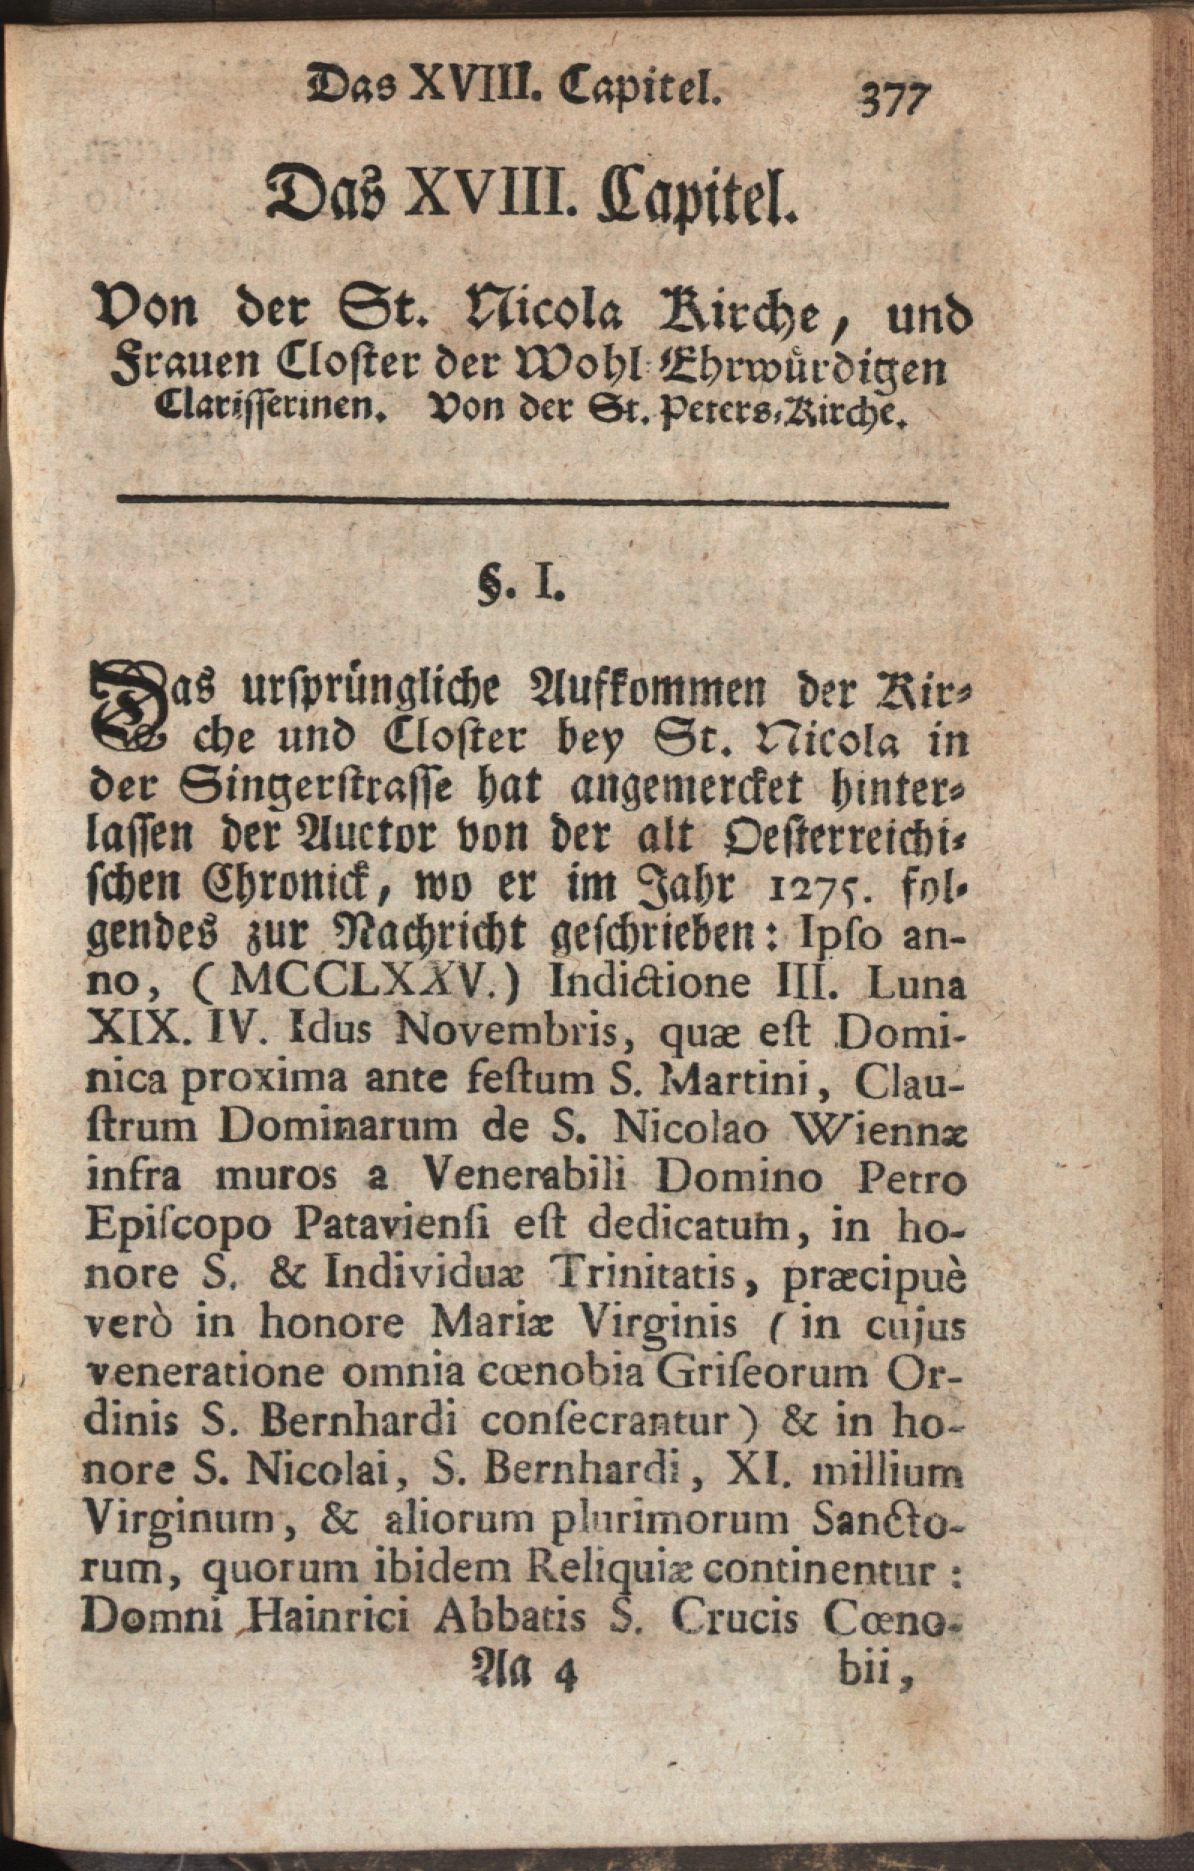 Das XVIII. Capitel. 377
Das XVIII. Capitel.
Von der St. Nicola Kirche, und
Frauen Closter der Wohl-Ehrwürdigen
Clarisserinen. Von der St. Peters-Kirche.
§. I.
Das ursprüngliche Aufkommen der Kir-
che und Closter bey St. Nicola in
der Singerstrasse hat angemercket hinter-
lassen der Auctor von der alt Oesterreichi-
schen Chronick, wo er im Jahr 1275. fol-
gendes zur Nachricht geschrieben: Ipso an-
no, (MCCLXXV.) Indictione III. Luna
XIX. IV. Idus Novembris, quæ est Domi-
nica proxima ante festum S. Martini, Clau-
strum Dominarum de S. Nicolao Wiennæ
infra muros a Venerabili Domino Petro
Episcopo Pataviensi est dedicatum, in ho-
nore S. & Individuæ Trinitatis, præcipuè
verò in honore Mariæ Virginis (in cujus
veneratione omnia cœnobia Griseorum Or-
dinis S. Bernhardi consecrantur) & in ho-
nore S. Nicolai, S. Bernhardi, XI. millium
Virginum, & aliorum plurimorum Sancto-
rum, quorum ibidem Reliquiæ continentur:
Domni Hainrici Abbatis S. Crucis Cœno-
Aa 4 bii,